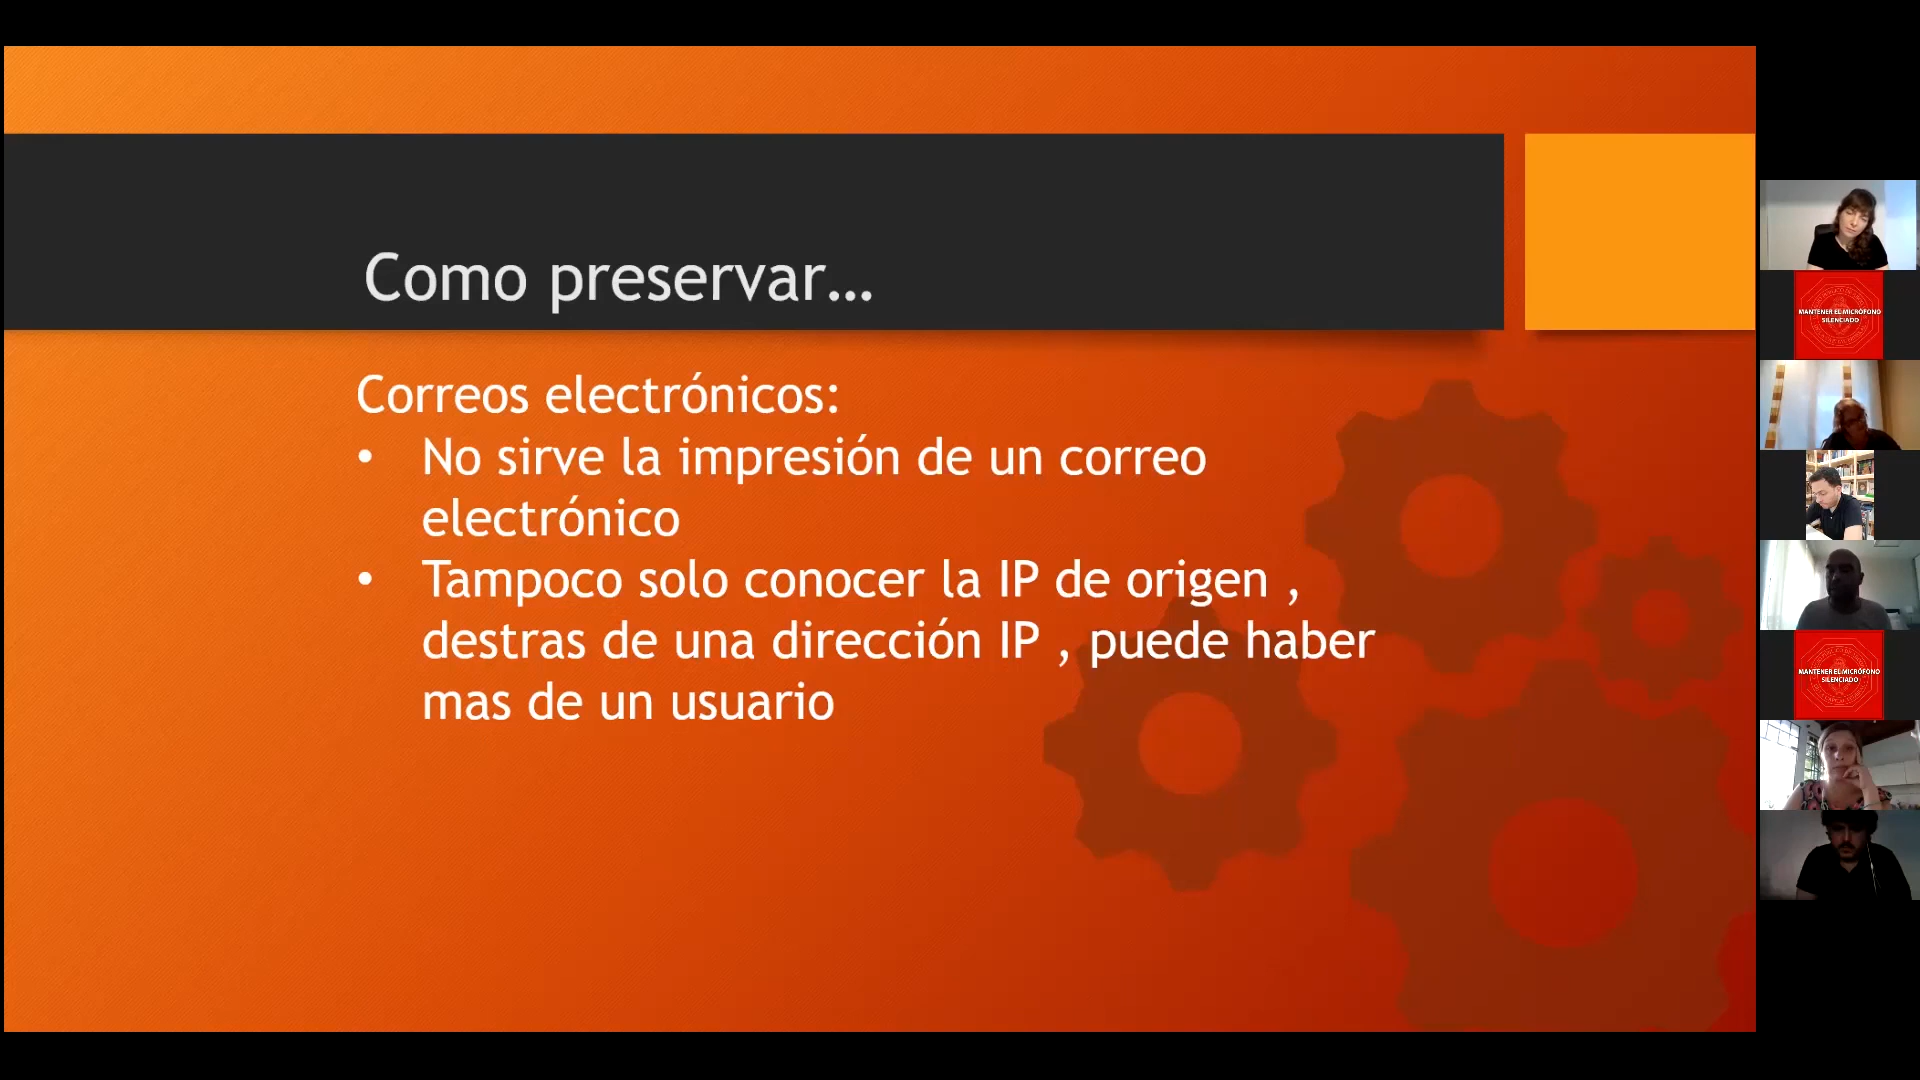 Como preservar...
Correos electrónicos:
• No sirve la impresión de un correo
electrónico
• Tampoco solo conocer la IP de origen ,
destras de una dirección IP , puede haber
mas de un usuario
MANTENER EL MICRÓFONO
SILENCIADO
MANTENER EL MICRÓFONO
SILENCIADO